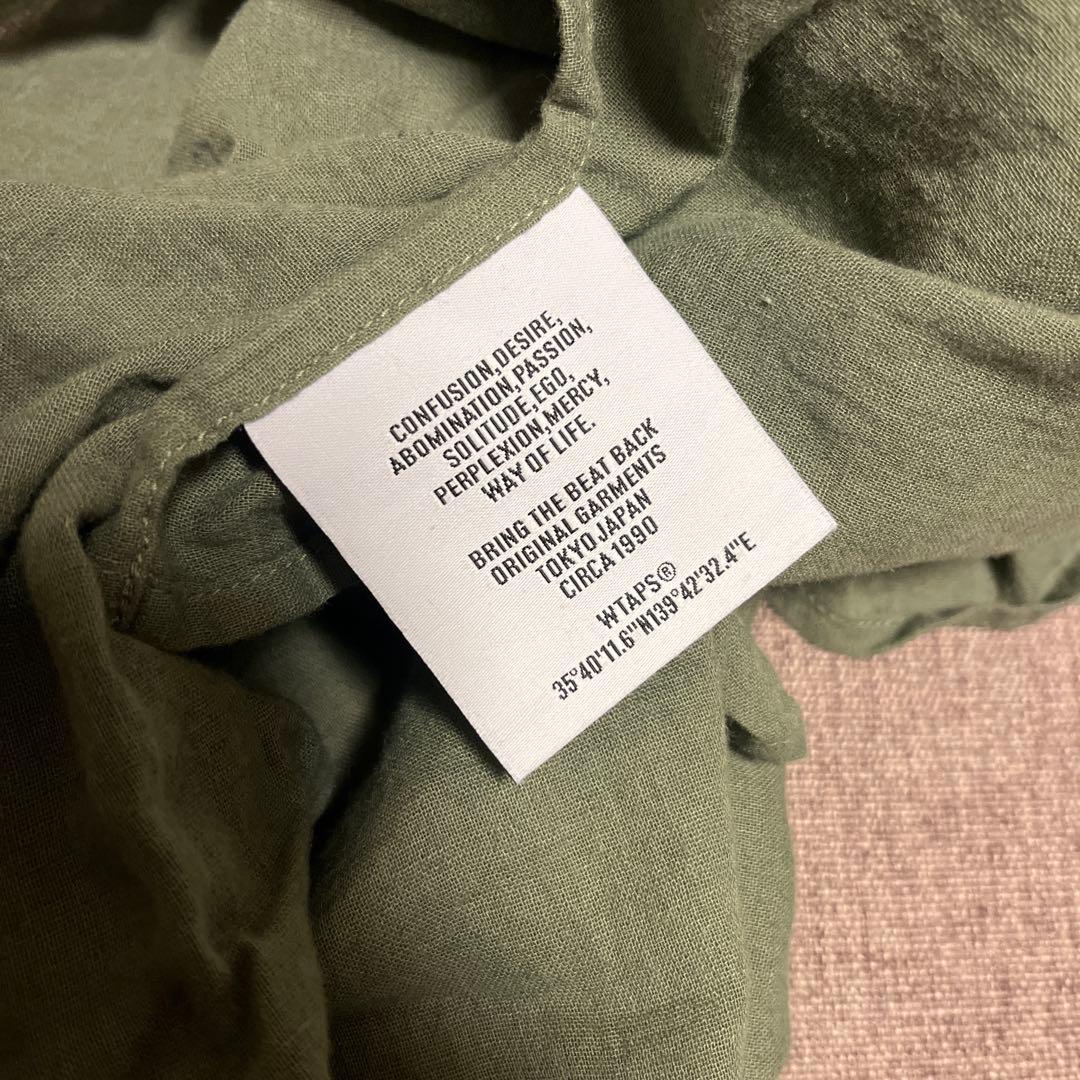 CONFUSION,DESIRE,
ABOMINATION,PASSION,
SOLITUDE,EGO,
PERPLEXION,MERCY,
WAY OF LIFE.
BRING THE BEAT BACK
ORIGINAL GARMENTS
TOKYO JAPAN
CIRCA 1990
WTAPS®
35°40'11.6"N139°42'32.4"E